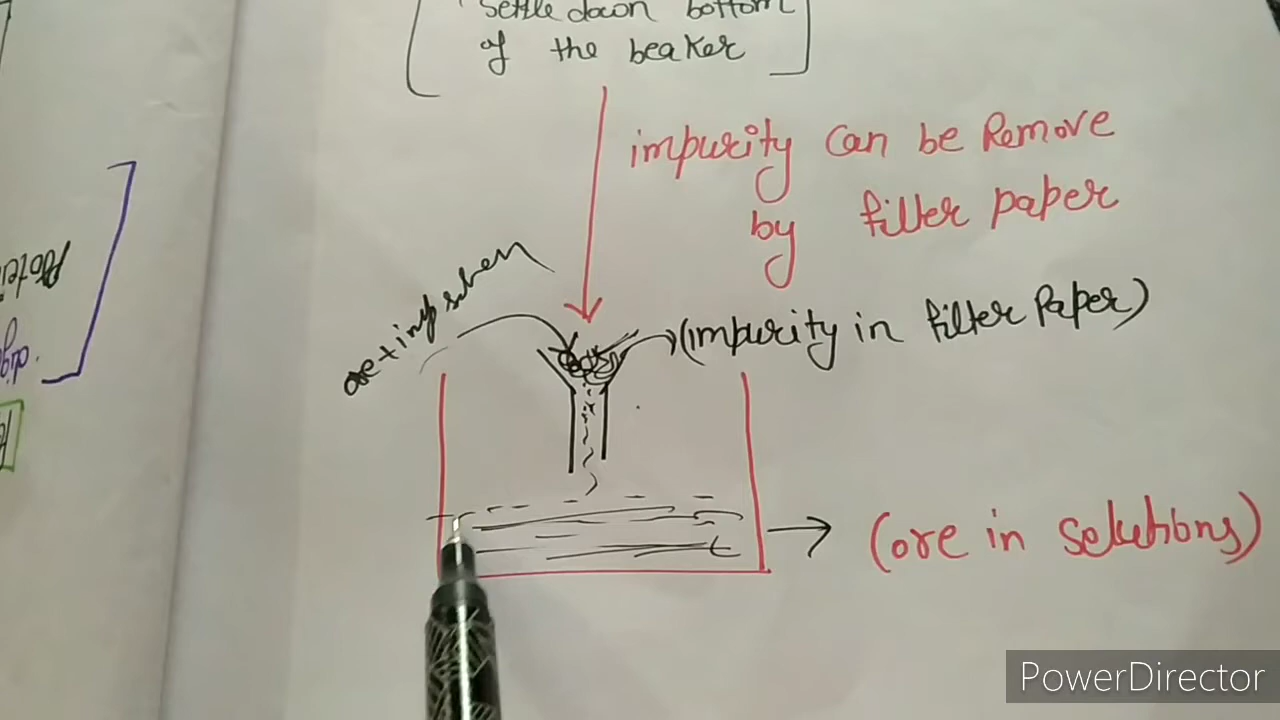 settle down bottom
of the beaker
impurity can be Remove
by filter paper
(impurity in filter Paper)
(ore in solutions)
PowerDirector